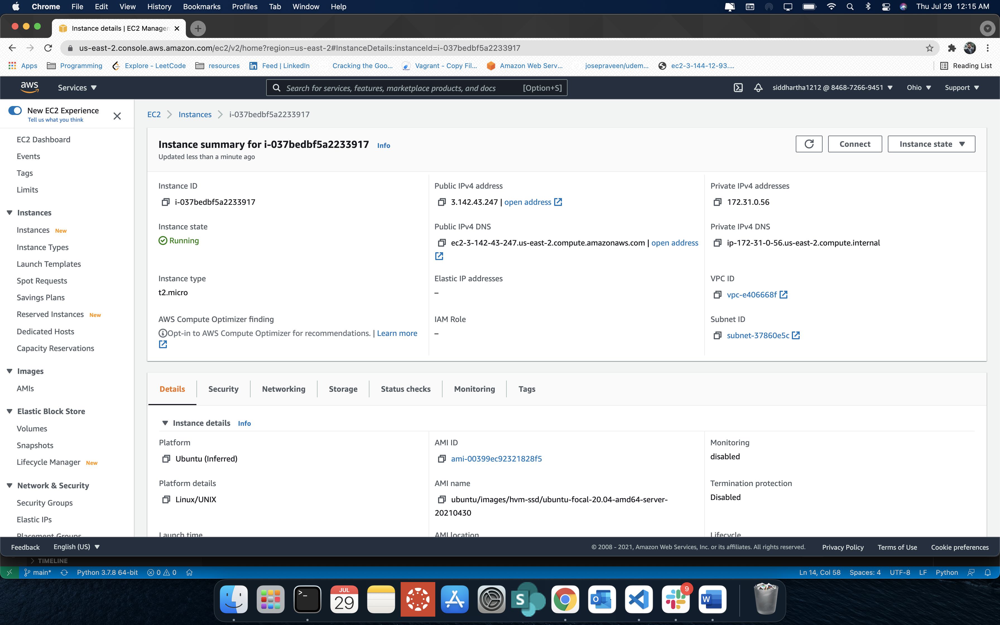 Chrome File Edit View History Bookmarks Profiles Tab Window Help Thu Jul 29 12:15 AM
Instance details | EC2 Manager
us-east-2.console.aws.amazon.com/ec2/v2/home?region=us-east-2#InstanceDetails:instanceId=i-037bedbf5a2233917
Apps Programming Explore - LeetCode resources Feed | LinkedIn Cracking the Goo... Vagrant - Copy Fil... Amazon Web Serv... josepraveen/udem... ec2-3-144-12-93.... Reading List
aws Services Search for services, features, marketplace products, and docs [Option+S] siddhartha1212 @ 8468-7266-9451 Ohio Support
New EC2 Experience
Tell us what you think
EC2 Dashboard
Events
Tags
Limits
Instances
Instances New
Instance Types
Launch Templates
Spot Requests
Savings Plans
Reserved Instances New
Dedicated Hosts
Capacity Reservations
Images
AMIs
Elastic Block Store
Volumes
Snapshots
Lifecycle Manager New
Network & Security
Security Groups
Elastic IPs
Placement Groups
EC2 Instances i-037bedbf5a2233917
Instance summary for i-037bedbf5a2233917 Info
Updated less than a minute ago
Connect Instance state
Instance ID
i-037bedbf5a2233917
Public IPv4 address
3.142.43.247 | open address
Private IPv4 addresses
172.31.0.56
Instance state
Running
Public IPv4 DNS
ec2-3-142-43-247.us-east-2.compute.amazonaws.com | open address
Private IPv4 DNS
ip-172-31-0-56.us-east-2.compute.internal
Instance type
t2.micro
Elastic IP addresses
–
VPC ID
vpc-e406668f
AWS Compute Optimizer finding
Opt-in to AWS Compute Optimizer for recommendations. | Learn more
IAM Role
–
Subnet ID
subnet-37860e5c
Details Security Networking Storage Status checks Monitoring Tags
Instance details Info
Platform
Ubuntu (Inferred)
AMI ID
ami-00399ec92321828f5
Monitoring
disabled
Platform details
Linux/UNIX
AMI name
ubuntu/images/hvm-ssd/ubuntu-focal-20.04-amd64-server-
20210430
Termination protection
Disabled
Launch time
AMI location
Lifecycle
Feedback English (US) © 2008 - 2021, Amazon Web Services, Inc. or its affiliates. All rights reserved. Privacy Policy Terms of Use Cookie preferences
TIMELINE
main* Python 3.7.8 64-bit 0 0 Ln 14, Col 58 Spaces: 4 UTF-8 LF Python
>_
JUL
29
S
O
9
W